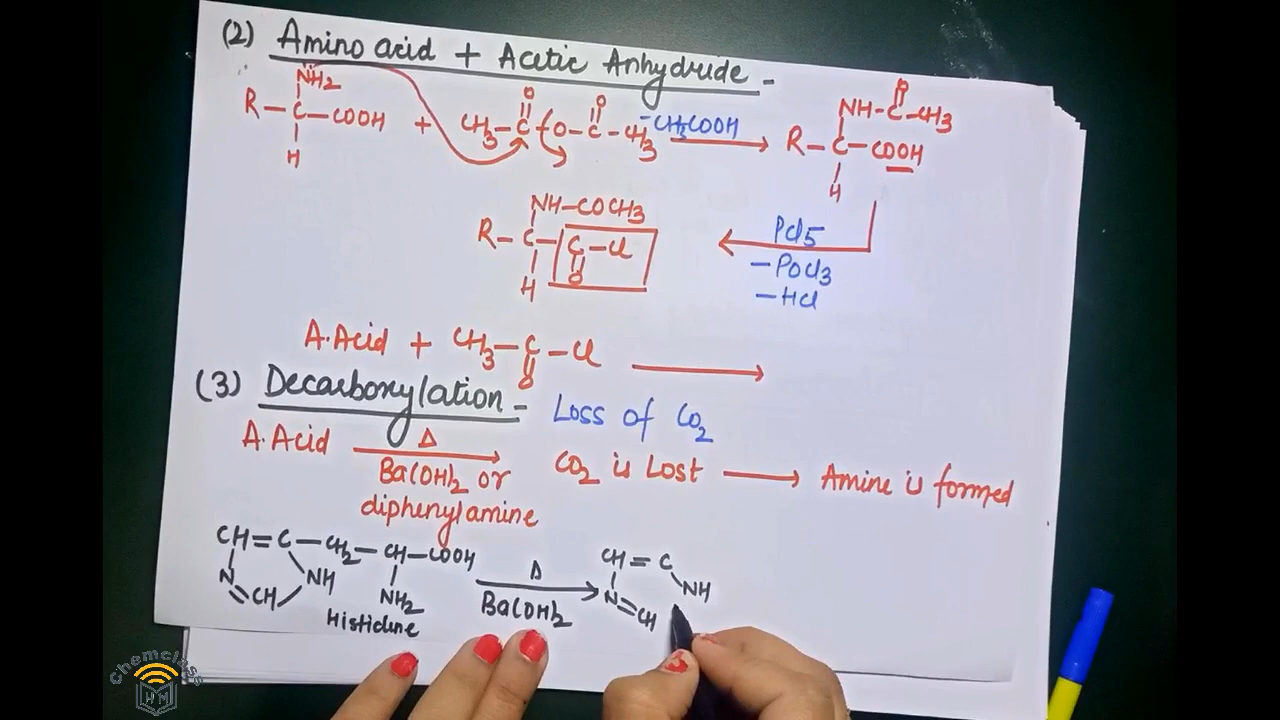 (2) Amino acid + Acetic Anhydride -
NH2
R-C-COOH + CH3-C-O-C-CH3 -CH3COOH
O O
H
NH-C-CH3
O
R-C-COOH
H
NH-COCH3
R-C-C-Cl
O
H
PCl5
-POCl3
-HCl
A.Acid + CH3-C-Cl
O
(3) Decarboxylation - Loss of CO2
A.Acid Δ CO2 is Lost → Amine is formed
Ba(OH)2 or
diphenylamine
CH=C-CH2-CH-COOH
N NH NH2
CH
Histidine
Δ
Ba(OH)2
CH=C
N NH
CH
Chemclass
HM